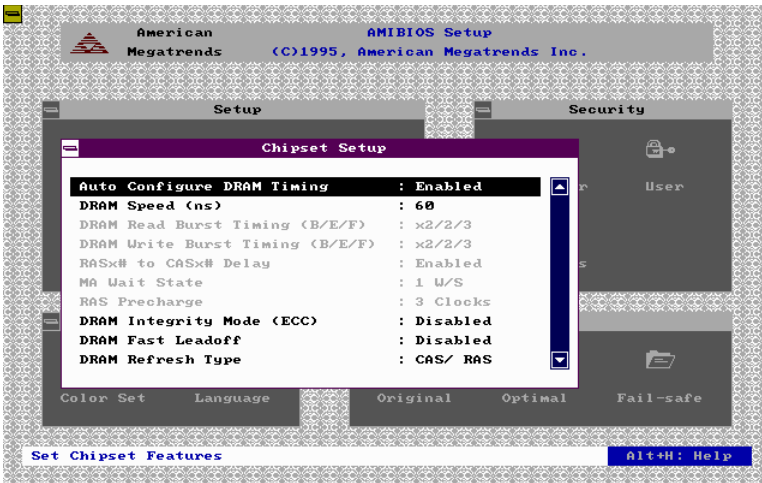 American AMIBIOS Setup
Megatrends (C)1995, American Megatrends Inc.
Setup
Security
Chipset Setup
Auto Configure DRAM Timing : Enabled
DRAM Speed (ns) : 60
DRAM Read Burst Timing (B/E/F) : x2/2/3
DRAM Write Burst Timing (B/E/F) : x2/2/3
RASx# to CASx# Delay : Enabled
MA Wait State : 1 W/S
RAS Precharge : 3 Clocks
DRAM Integrity Mode (ECC) : Disabled
DRAM Fast Leadoff : Disabled
DRAM Refresh Type : CAS/ RAS
User
Color Set Language
Original Optimal Fail-safe
Set Chipset Features
Alt+H: Help